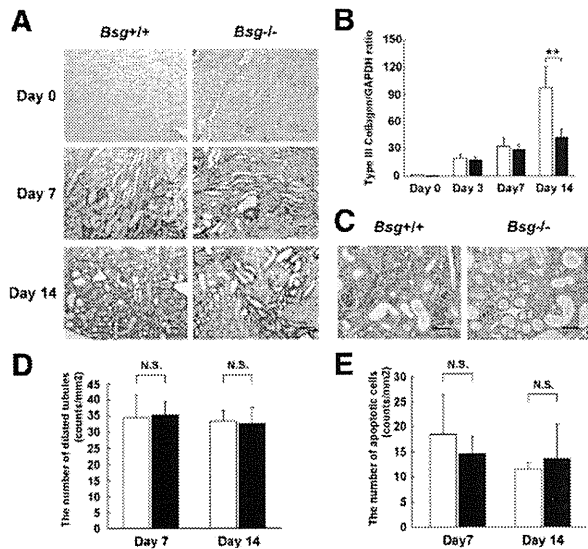 A
Bsg+/+
Bsg-/-
Day 0
Day 7
Day 14
B
Type III Collagen/GAPDH ratio
150
120
90
60
30
0
**
Day 0
Day 3
Day7
Day 14
C
Bsg+/+
Bsg-/-
D
The number of dilated tubules
(counts/mm2)
45
40
35
30
25
20
15
10
5
0
N.S.
N.S.
Day 7
Day 14
E
The number of apoptotic cells
(counts/mm2)
30
25
20
15
10
5
0
N.S.
N.S.
Day7
Day 14